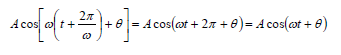 A cos[ω(t + 2π/ω) + θ] = A cos(ωt + 2π + θ) = A cos(ωt + θ)